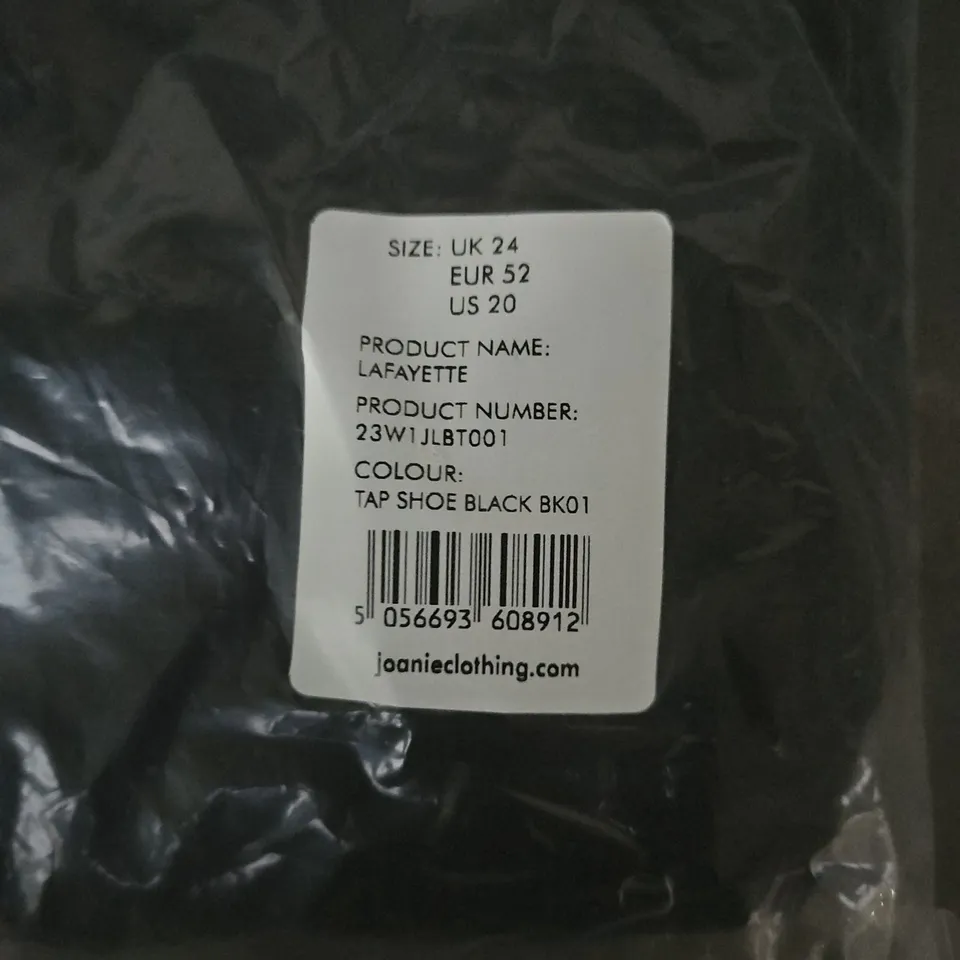 SIZE: UK 24
EUR 52
US 20
PRODUCT NAME:
LAFAYETTE
PRODUCT NUMBER:
23W1JLBT001
COLOUR:
TAP SHOE BLACK BK01
5 056693 608912
joanieclothing.com